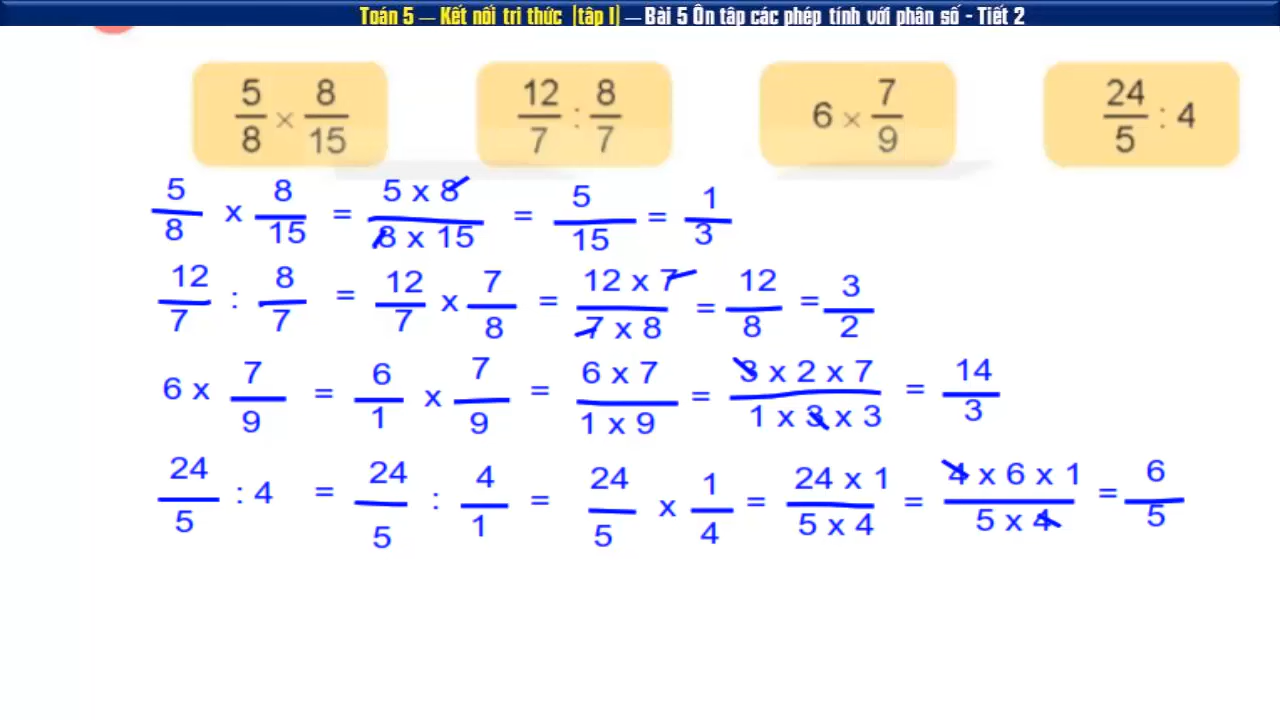 Toán 5 – Kết nối tri thức [tập 1] – Bài 5 Ôn tập các phép tính với phân số - Tiết 2
5/8 × 8/15 12/7 : 8/7 6 × 7/9 24/5 : 4
5/8 x 8/15 = 5 x 8/8 x 15 = 5/15 = 1/3
12/7 : 8/7 = 12/7 x 7/8 = 12 x 7/7 x 8 = 12/8 = 3/2
6 x 7/9 = 6/1 x 7/9 = 6 x 7/1 x 9 = 3 x 2 x 7/1 x 3 x 3 = 14/3
24/5 : 4 = 24/5 : 4/1 = 24/5 x 1/4 = 24 x 1/5 x 4 = 4 x 6 x 1/5 x 4 = 6/5